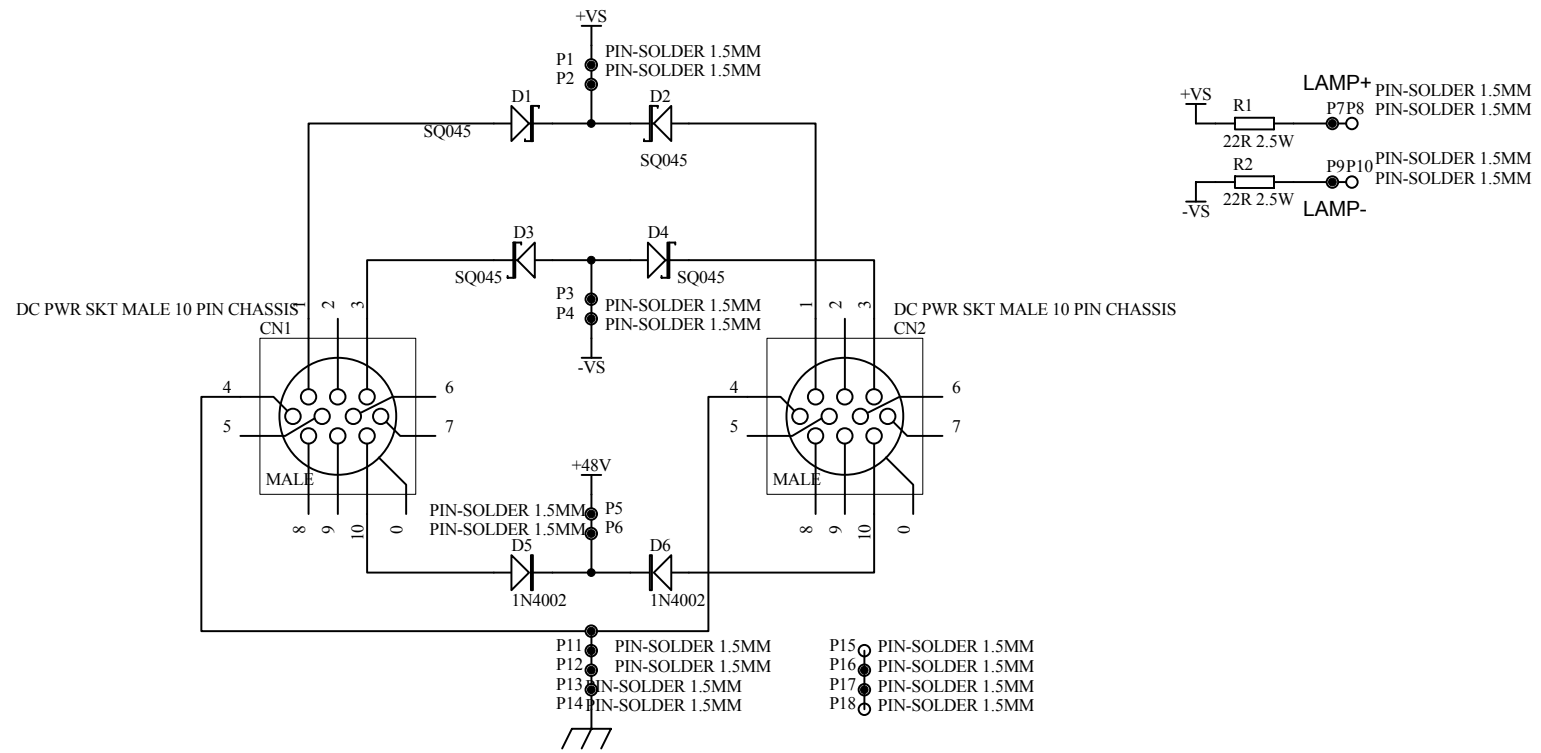 +VS
P1 PIN-SOLDER 1.5MM
P2 PIN-SOLDER 1.5MM
D1
D2
SQ045
SQ045
LAMP+
PIN-SOLDER 1.5MM
+VS
R1
P7P8
PIN-SOLDER 1.5MM
22R 2.5W
PIN-SOLDER 1.5MM
R2
P9P10
PIN-SOLDER 1.5MM
-VS
22R 2.5W
LAMP-
D3
D4
SQ045
SQ045
P3 PIN-SOLDER 1.5MM
P4 PIN-SOLDER 1.5MM
-VS
DC PWR SKT MALE 10 PIN CHASSIS
CN1
1 2 3
4
5
6
7
MALE
8 9 10 0
DC PWR SKT MALE 10 PIN CHASSIS
CN2
1 2 3
4
5
6
7
MALE
8 9 10 0
+48V
PIN-SOLDER 1.5MM P5
PIN-SOLDER 1.5MM P6
D5
D6
1N4002
1N4002
P11 PIN-SOLDER 1.5MM
P12 PIN-SOLDER 1.5MM
P13 PIN-SOLDER 1.5MM
P14 PIN-SOLDER 1.5MM
P15 PIN-SOLDER 1.5MM
P16 PIN-SOLDER 1.5MM
P17 PIN-SOLDER 1.5MM
P18 PIN-SOLDER 1.5MM